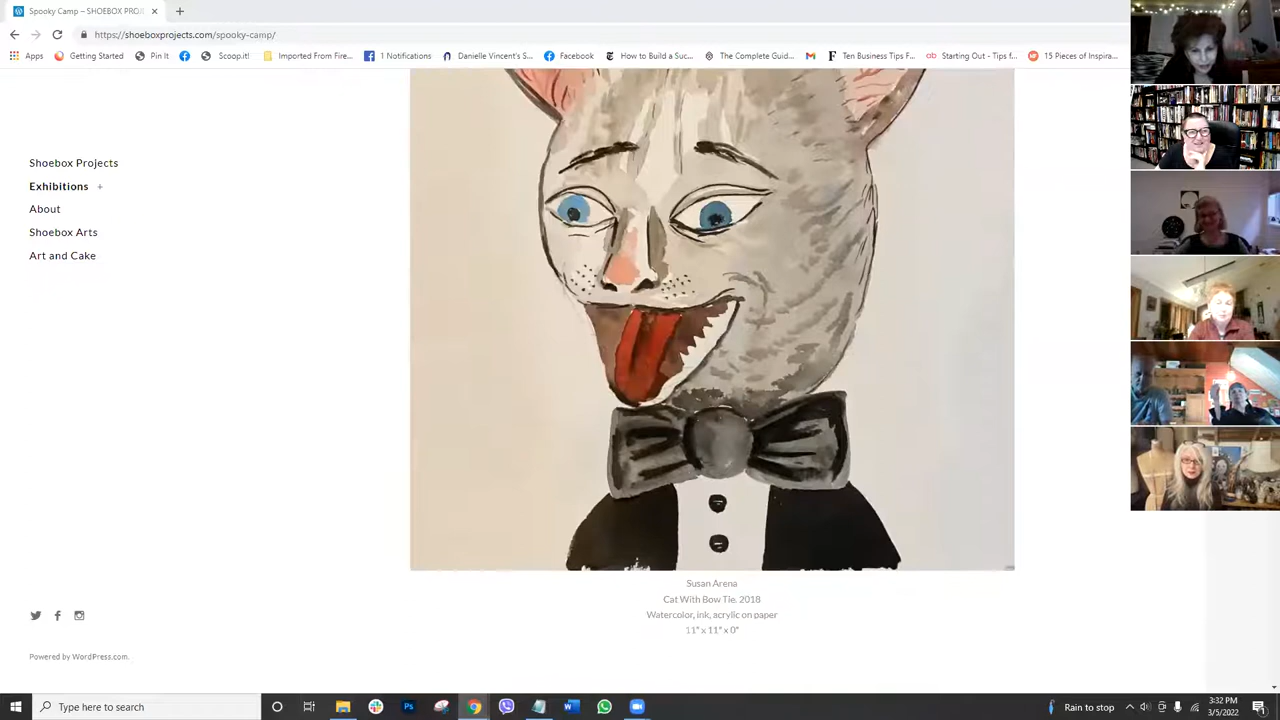 Spooky Camp – SHOEBOX PROJ
https://shoeboxprojects.com/spooky-camp/
Apps Getting Started Pin It Scoop.it! Imported From Fire... 1 Notifications Danielle Vincent's S... Facebook How to Build a Suc... The Complete Guid... Ten Business Tips F... Starting Out - Tips f... 15 Pieces of Inspira...
Shoebox Projects
Exhibitions +
About
Shoebox Arts
Art and Cake
Susan Arena
Cat With Bow Tie. 2018
Watercolor, ink, acrylic on paper
11" x 11" x 0"
Powered by WordPress.com.
Type here to search
Rain to stop
3:32 PM
3/5/2022